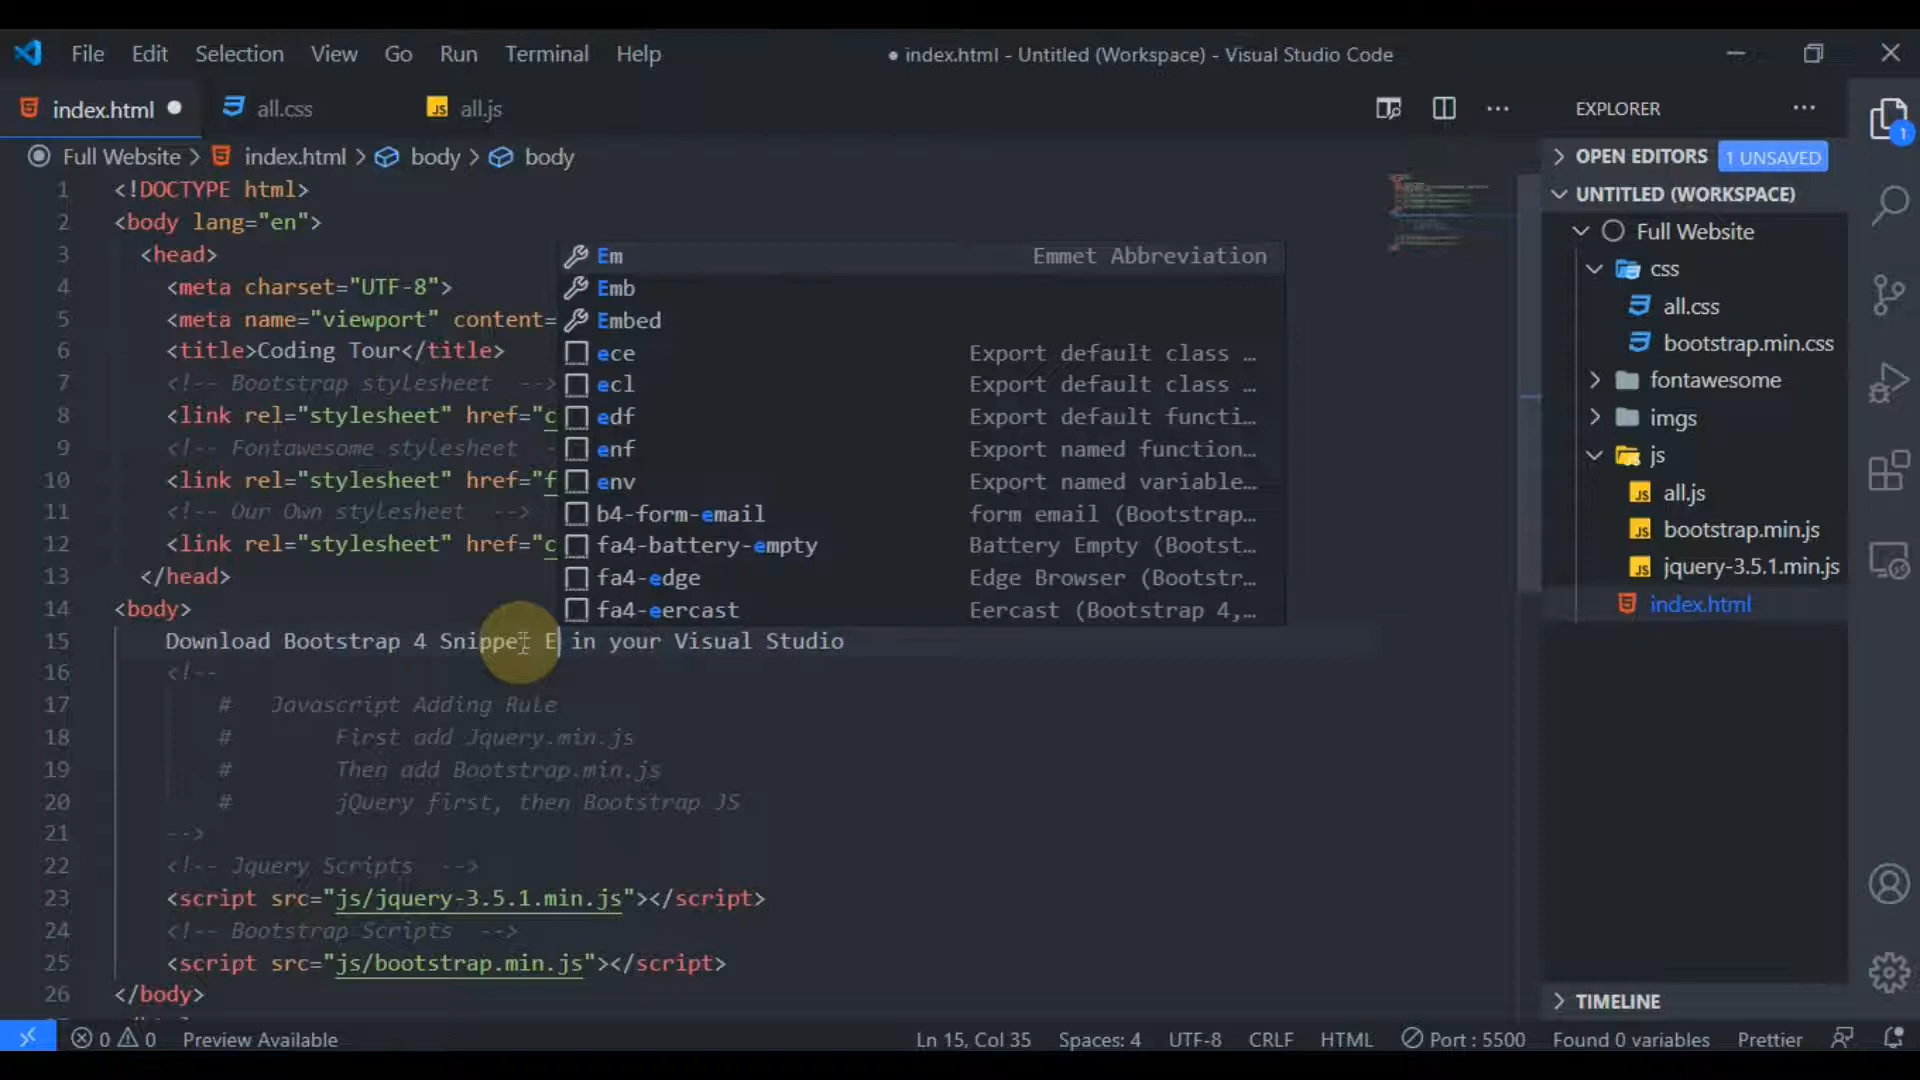 File Edit Selection View Go Run Terminal Help
● index.html - Untitled (Workspace) - Visual Studio Code
index.html ● all.css all.js
EXPLORER
Full Website > index.html > body > body
1 <!DOCTYPE html>
2 <body lang="en">
3 <head>
4 <meta charset="UTF-8">
5 <meta name="viewport" content=
6 <title>Coding Tour</title>
7 <!-- Bootstrap stylesheet -->
8 <link rel="stylesheet" href="c
9 <!-- Fontawesome stylesheet -
10 <link rel="stylesheet" href="f
11 <!-- Our Own stylesheet -->
12 <link rel="stylesheet" href="c
13 </head>
14 <body>
15 Download Bootstrap 4 Snippet E in your Visual Studio
16 <!--
17 # Javascript Adding Rule
18 # First add Jquery.min.js
19 # Then add Bootstrap.min.js
20 # jQuery first, then Bootstrap JS
21 -->
22 <!-- Jquery Scripts -->
23 <script src="js/jquery-3.5.1.min.js"></script>
24 <!-- Bootstrap Scripts -->
25 <script src="js/bootstrap.min.js"></script>
26 </body>
Em Emmet Abbreviation
Emb
Embed
ece Export default class …
ecl Export default class …
edf Export default functi…
enf Export named function…
env Export named variable…
b4-form-email form email (Bootstrap…
fa4-battery-empty Battery Empty (Bootst…
fa4-edge Edge Browser (Bootstr…
fa4-eercast Eercast (Bootstrap 4,…
OPEN EDITORS 1 UNSAVED
UNTITLED (WORKSPACE)
Full Website
css
all.css
bootstrap.min.css
fontawesome
imgs
js
all.js
bootstrap.min.js
jquery-3.5.1.min.js
index.html
TIMELINE
1
0 0 Preview Available
Ln 15, Col 35 Spaces: 4 UTF-8 CRLF HTML Port : 5500 Found 0 variables Prettier